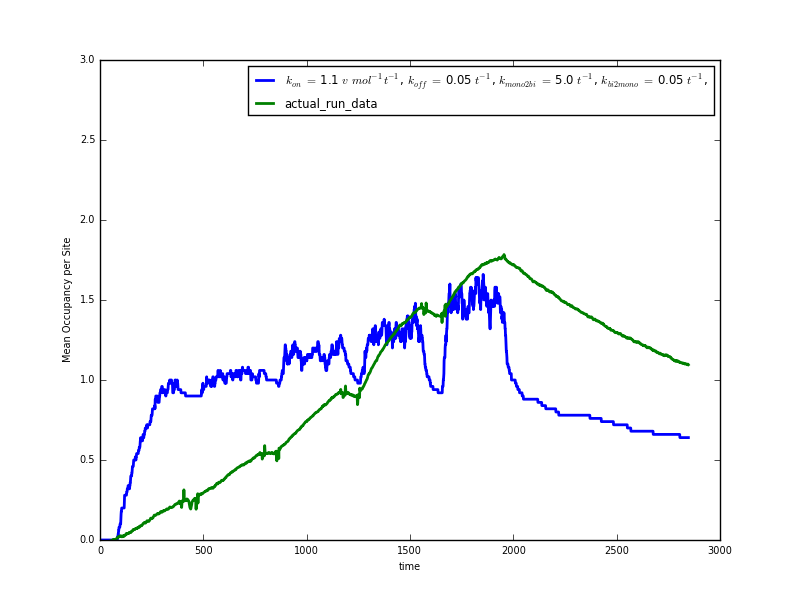 k_on = 1.1 v mol⁻¹t⁻¹, k_off = 0.05 t⁻¹, k_mono2bi = 5.0 t⁻¹, k_bi2mono = 0.05 t⁻¹,
actual_run_data
3.0
2.5
2.0
1.5
1.0
0.5
0.0
Mean Occupancy per Site
0 500 1000 1500 2000 2500 3000
time